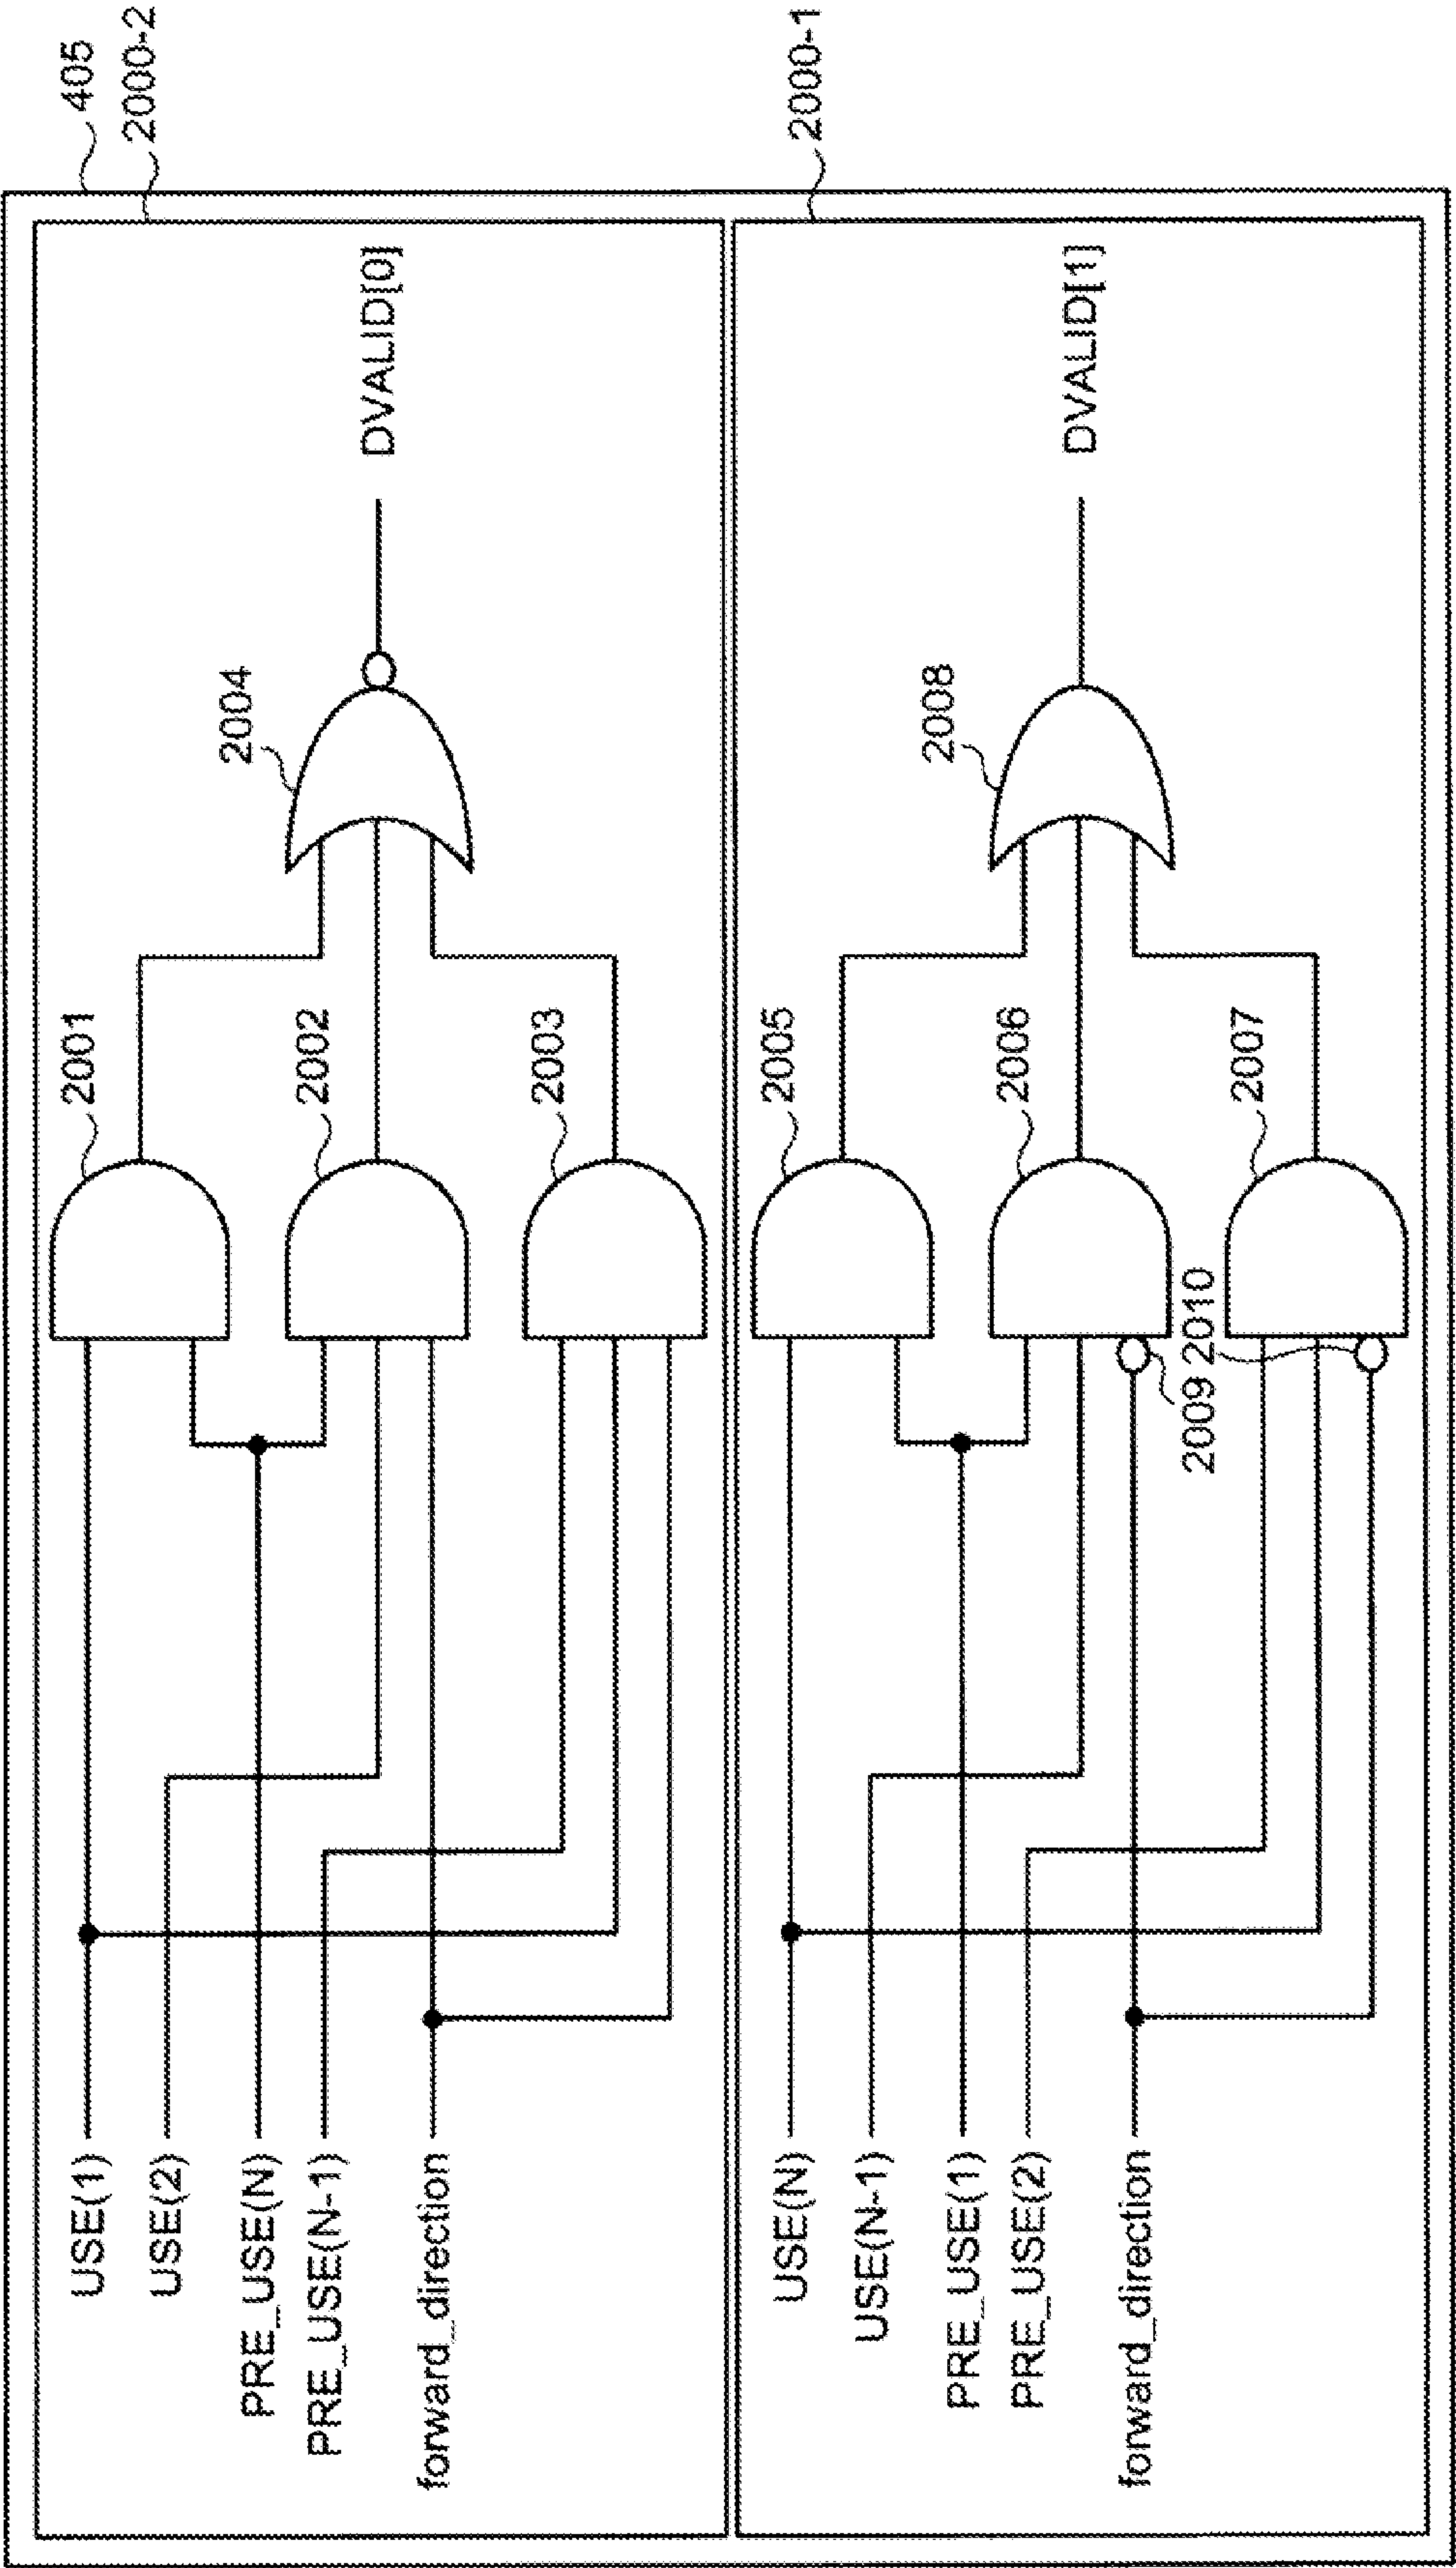 405
2000-2
USE(1)
USE(2)
PRE_USE(N)
PRE_USE(N-1)
forward_direction
2001
2002
2003
2004
DVALID[0]
2000-1
USE(N)
USE(N-1)
PRE_USE(1)
PRE_USE(2)
forward_direction
2005
2006
2007
2009
2010
2008
DVALID[1]